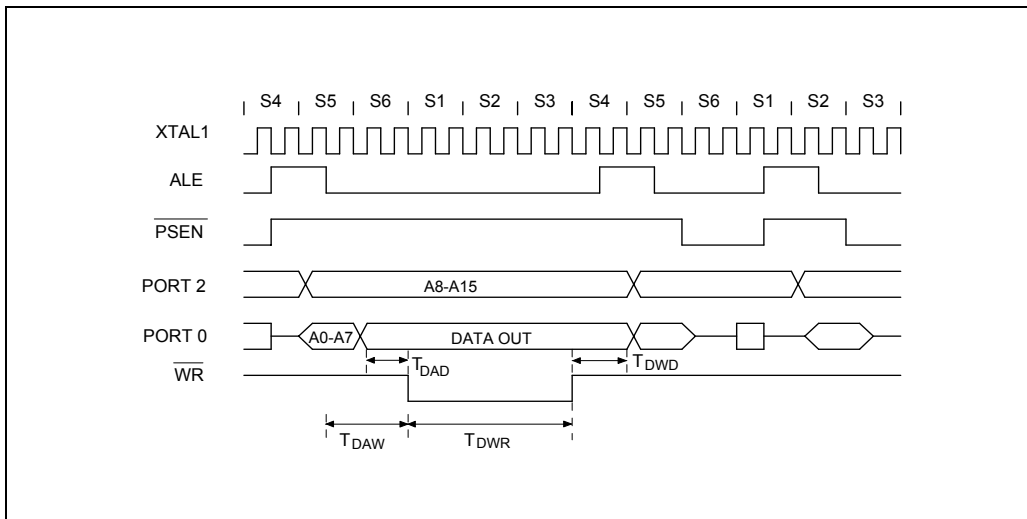 S4 S5 S6 S1 S2 S3 S4 S5 S6 S1 S2 S3
XTAL1
ALE
PSEN
PORT 2 A8-A15
PORT 0 A0-A7 DATA OUT
TDAD TDWD
WR
TDAW TDWR